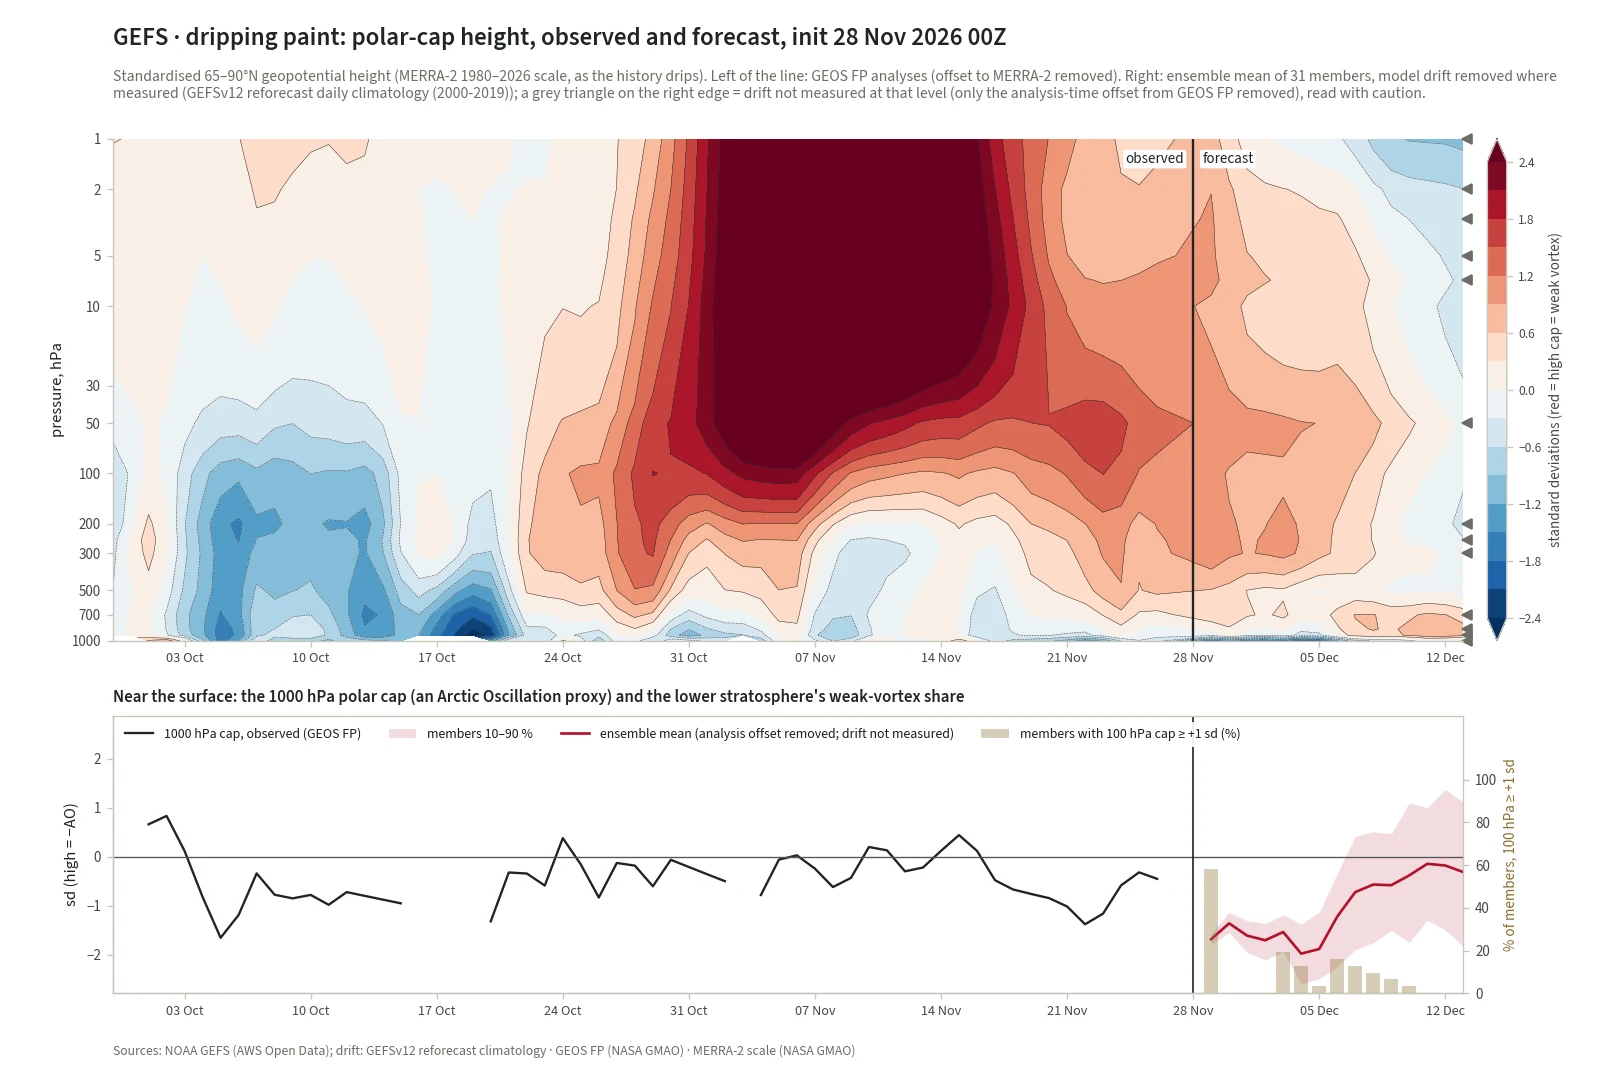 GEFS · dripping paint: polar-cap height, observed and forecast, init 28 Nov 2026 00Z
Standardised 65–90°N geopotential height (MERRA-2 1980–2026 scale, as the history drips). Left of the line: GEOS FP analyses (offset to MERRA-2 removed). Right: ensemble mean of 31 members, model drift removed where
measured (GEFSv12 reforecast daily climatology (2000-2019)); a grey triangle on the right edge = drift not measured at that level (only the analysis-time offset from GEOS FP removed), read with caution.
pressure, hPa
1
2
5
10
30
50
100
200
300
500
700
1000
observed
forecast
03 Oct
10 Oct
17 Oct
24 Oct
31 Oct
07 Nov
14 Nov
21 Nov
28 Nov
05 Dec
12 Dec
2.4
1.8
1.2
0.6
0.0
−0.6
−1.2
−1.8
−2.4
standard deviations (red = high cap = weak vortex)
Near the surface: the 1000 hPa polar cap (an Arctic Oscillation proxy) and the lower stratosphere's weak-vortex share
1000 hPa cap, observed (GEOS FP)
members 10–90 %
ensemble mean (analysis offset removed; drift not measured)
members with 100 hPa cap ≥ +1 sd (%)
sd (high = −AO)
2
1
0
−1
−2
100
80
60
40
20
0
% of members, 100 hPa ≥ +1 sd
03 Oct
10 Oct
17 Oct
24 Oct
31 Oct
07 Nov
14 Nov
21 Nov
28 Nov
05 Dec
12 Dec
Sources: NOAA GEFS (AWS Open Data); drift: GEFSv12 reforecast climatology · GEOS FP (NASA GMAO) · MERRA-2 scale (NASA GMAO)